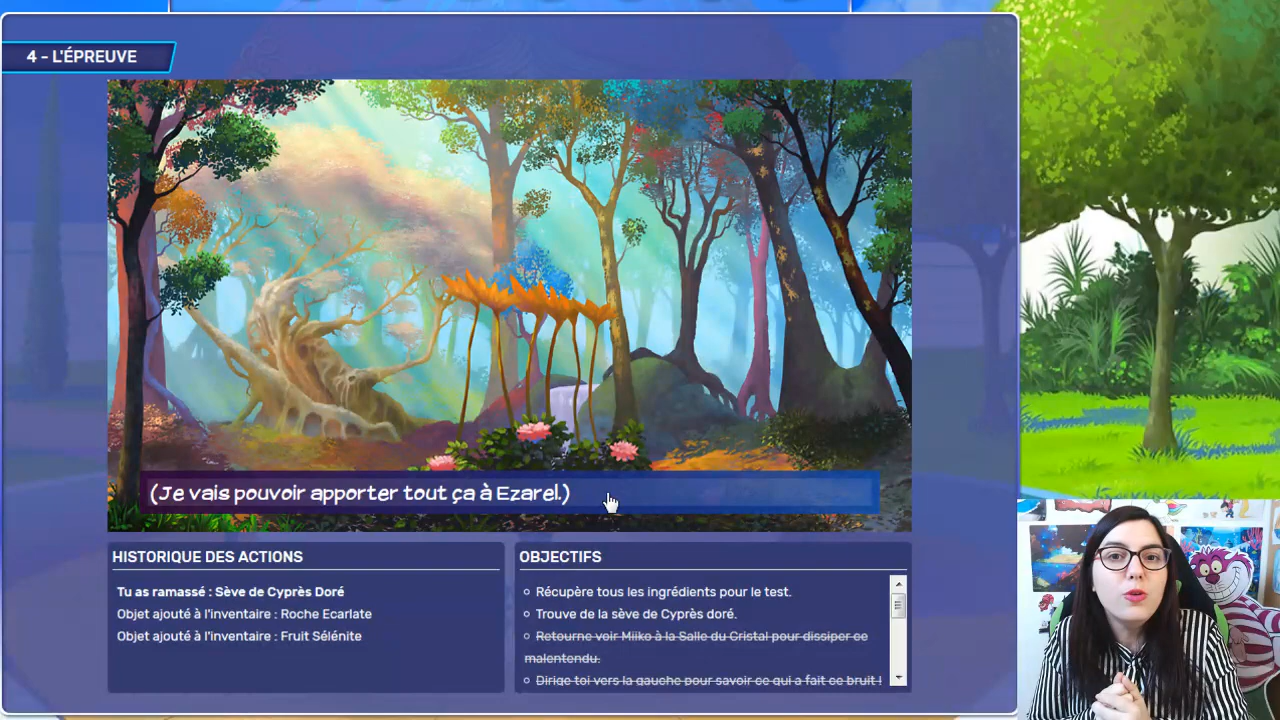 4 - L'ÉPREUVE
(Je vais pouvoir apporter tout ça à Ezarel.)
HISTORIQUE DES ACTIONS
Tu as ramassé : Sève de Cyprès Doré
Objet ajouté à l'inventaire : Roche Ecarlate
Objet ajouté à l'inventaire : Fruit Sélénite
OBJECTIFS
Récupère tous les ingrédients pour le test.
Trouve de la sève de Cyprès doré.
Retourne voir Miiko à la Salle du Cristal pour dissiper ce
malentendu.
Dirige toi vers la gauche pour savoir ce qui a fait ce bruit !